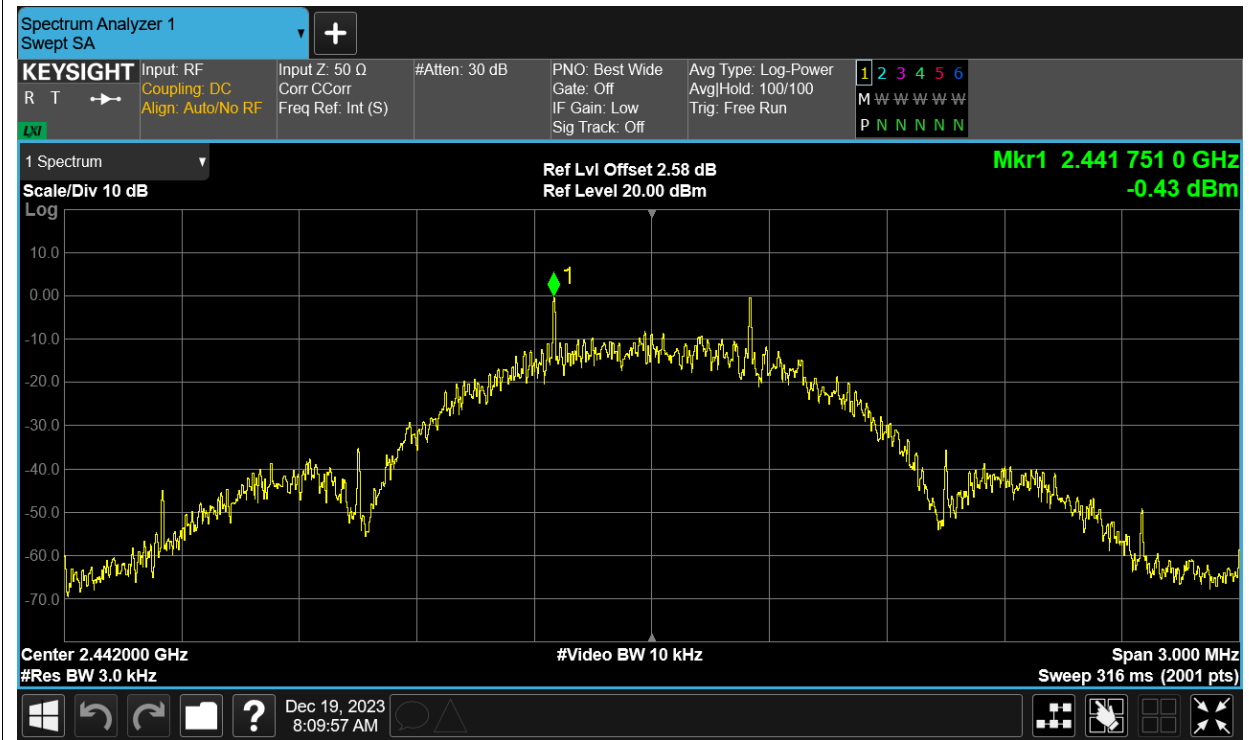 Spectrum Analyzer 1
Swept SA
KEYSIGHT
R T
LXI
Input: RF
Coupling: DC
Align: Auto/No RF
Input Z: 50 Ω
Corr CCorr
Freq Ref: Int (S)
#Atten: 30 dB
PNO: Best Wide
Gate: Off
IF Gain: Low
Sig Track: Off
Avg Type: Log-Power
Avg|Hold: 100/100
Trig: Free Run
1 2 3 4 5 6
M W W W W W
P N N N N N
1 Spectrum
Scale/Div 10 dB
Log
Ref Lvl Offset 2.58 dB
Ref Level 20.00 dBm
Mkr1 2.441 751 0 GHz
-0.43 dBm
10.0
0.00
-10.0
-20.0
-30.0
-40.0
-50.0
-60.0
-70.0
1
Center 2.442000 GHz
#Res BW 3.0 kHz
#Video BW 10 kHz
Span 3.000 MHz
Sweep 316 ms (2001 pts)
?
Dec 19, 2023
8:09:57 AM